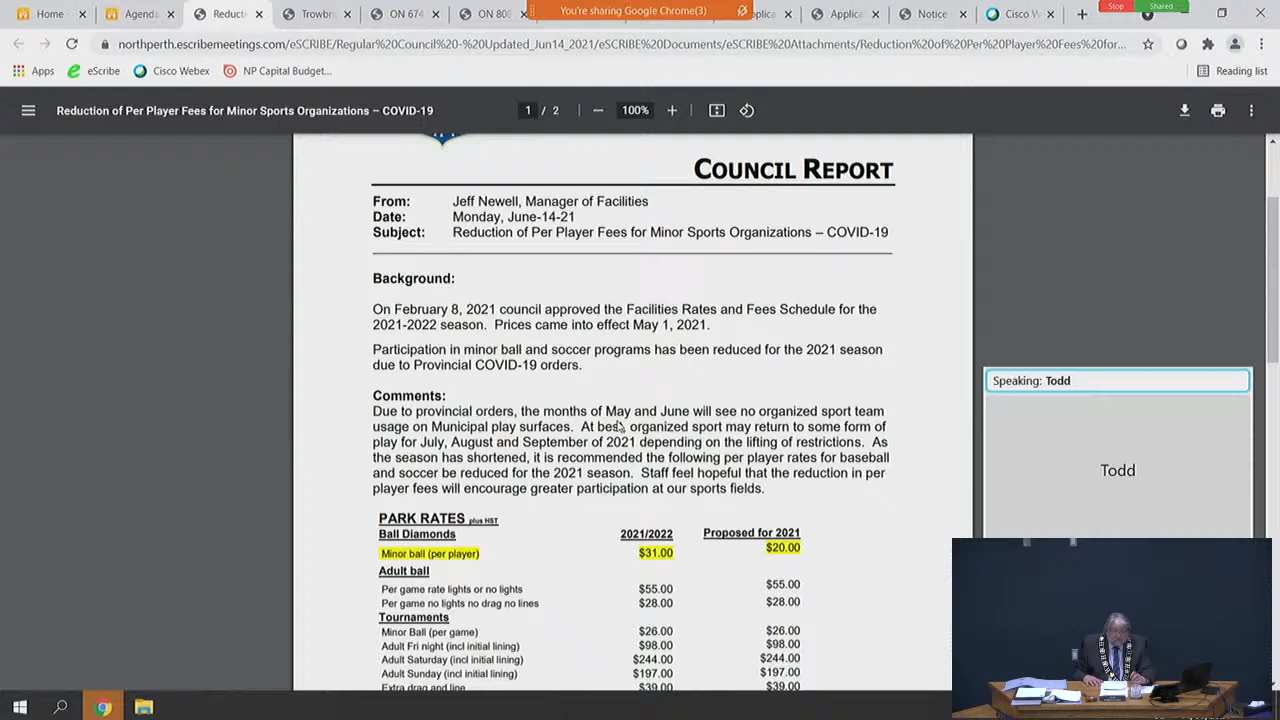 You're sharing Google Chrome(3)
Stop
Shared
Home
Agenda
Reducti
Trowbri
ON 674
ON 808
Applica
Notice
Cisco W
northperth.escribemeetings.com/eSCRIBE/Regular%20Council%20-%20Updated_Jun14_2021/eSCRIBE%20Documents/eSCRIBE%20Attachments/Reduction%20of%20Per%20Player%20Fees%20for...
Apps
eScribe
Cisco Webex
NP Capital Budget...
Reading list
Reduction of Per Player Fees for Minor Sports Organizations – COVID-19
1 / 2
100%
COUNCIL REPORT
From: Jeff Newell, Manager of Facilities
Date: Monday, June-14-21
Subject: Reduction of Per Player Fees for Minor Sports Organizations – COVID-19
Background:
On February 8, 2021 council approved the Facilities Rates and Fees Schedule for the
2021-2022 season. Prices came into effect May 1, 2021.
Participation in minor ball and soccer programs has been reduced for the 2021 season
due to Provincial COVID-19 orders.
Comments:
Due to provincial orders, the months of May and June will see no organized sport team
usage on Municipal play surfaces. At best organized sport may return to some form of
play for July, August and September of 2021 depending on the lifting of restrictions. As
the season has shortened, it is recommended the following per player rates for baseball
and soccer be reduced for the 2021 season. Staff feel hopeful that the reduction in per
player fees will encourage greater participation at our sports fields.
PARK RATES plus HST
Ball Diamonds 2021/2022 Proposed for 2021
Minor ball (per player) $31.00 $20.00
Adult ball
Per game rate lights or no lights $55.00 $55.00
Per game no lights no drag no lines $28.00 $28.00
Tournaments
Minor Ball (per game) $26.00 $26.00
Adult Fri night (incl initial lining) $98.00 $98.00
Adult Saturday (incl initial lining) $244.00 $244.00
Adult Sunday (incl initial lining) $197.00 $197.00
Extra drag and line $39.00 $39.00
Speaking: Todd
Todd